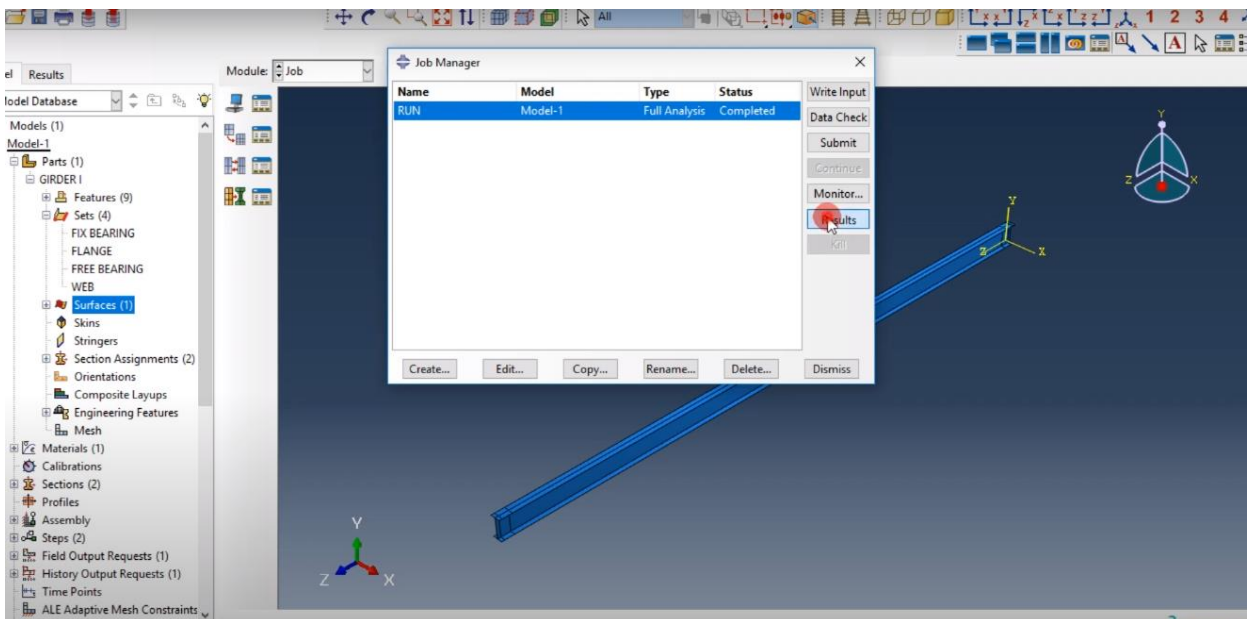 All
1 2 3 4
A
el Results
Module: Job
Job Manager
lodel Database
Models (1)
Model-1
Parts (1)
GIRDER I
Features (9)
Sets (4)
FIX BEARING
FLANGE
FREE BEARING
WEB
Surfaces (1)
Skins
Stringers
Section Assignments (2)
Orientations
Composite Layups
Engineering Features
Mesh
Materials (1)
Calibrations
Sections (2)
Profiles
Assembly
Steps (2)
Field Output Requests (1)
History Output Requests (1)
Time Points
ALE Adaptive Mesh Constraints
Name Model Type Status
RUN Model-1 Full Analysis Completed
Write Input
Data Check
Submit
Continue
Monitor...
Results
Kill
Create... Edit... Copy... Rename... Delete... Dismiss
Y
Z X
Y
Z X
Y
Z X